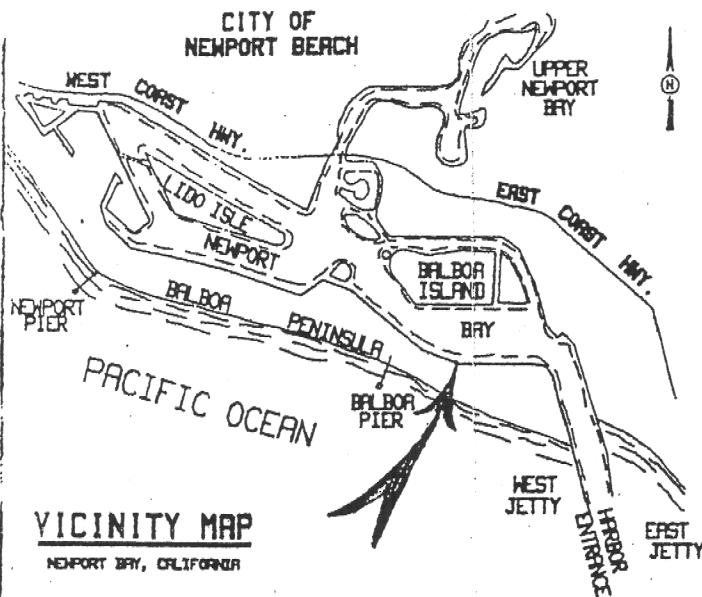 CITY OF
NEWPORT BEACH
UPPER
NEWPORT
BAY
N
WEST COAST HWY.
EAST COAST HWY.
LIDO ISLE
NEWPORT
BALBOA
ISLAND
BAY
NEWPORT
PIER
BALBOA
PENINSULA
BALBOA
PIER
PACIFIC OCEAN
WEST
JETTY
HARBOR
ENTRANCE
EAST
JETTY
VICINITY MAP
NEWPORT BAY, CALIFORNIA